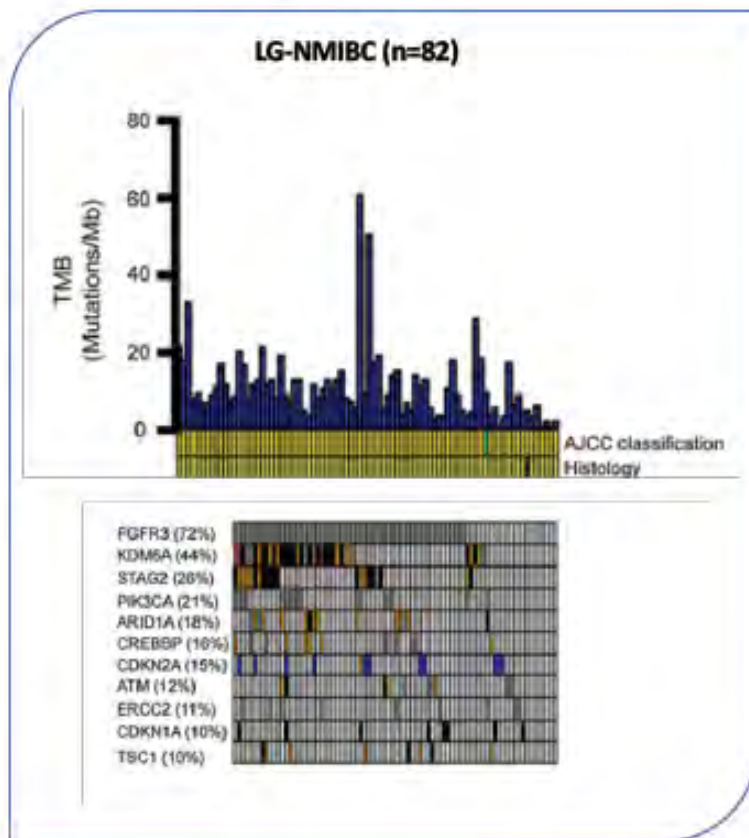 LG-NMIBC (n=82)
80
60
40
20
0
TMB
(Mutations/Mb)
AJCC classification
Histology
FGFR3 (72%)
KDM6A (44%)
STAG2 (26%)
PIK3CA (21%)
ARID1A (18%)
CREBBP (16%)
CDKN2A (15%)
ATM (12%)
ERCC2 (11%)
CDKN1A (10%)
TSC1 (10%)